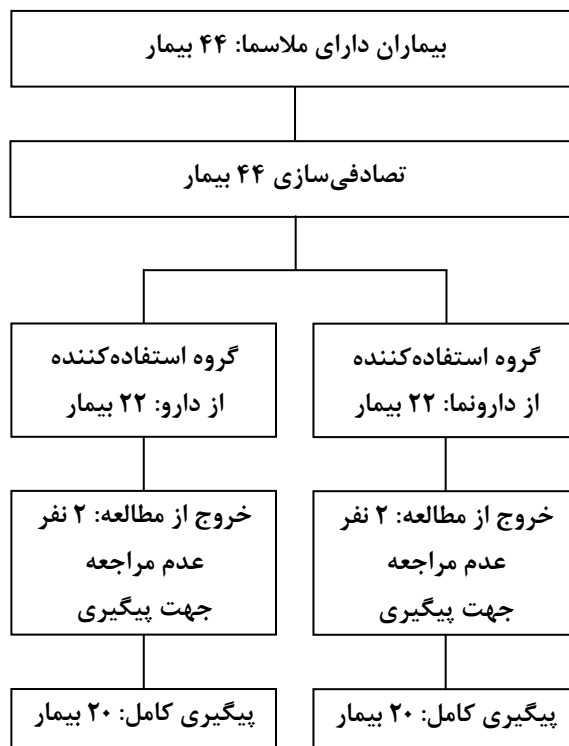 بیماران دارای ملاسما: ۴۴ بیمار
تصادفی‌سازی ۴۴ بیمار
گروه استفاده‌کننده
از دارونما: ۲۲ بیمار
گروه استفاده‌کننده
از دارو: ۲۲ بیمار
خروج از مطالعه: ۲ نفر
عدم مراجعه
جهت پیگیری
خروج از مطالعه: ۲ نفر
عدم مراجعه
جهت پیگیری
پیگیری کامل: ۲۰ بیمار
پیگیری کامل: ۲۰ بیمار